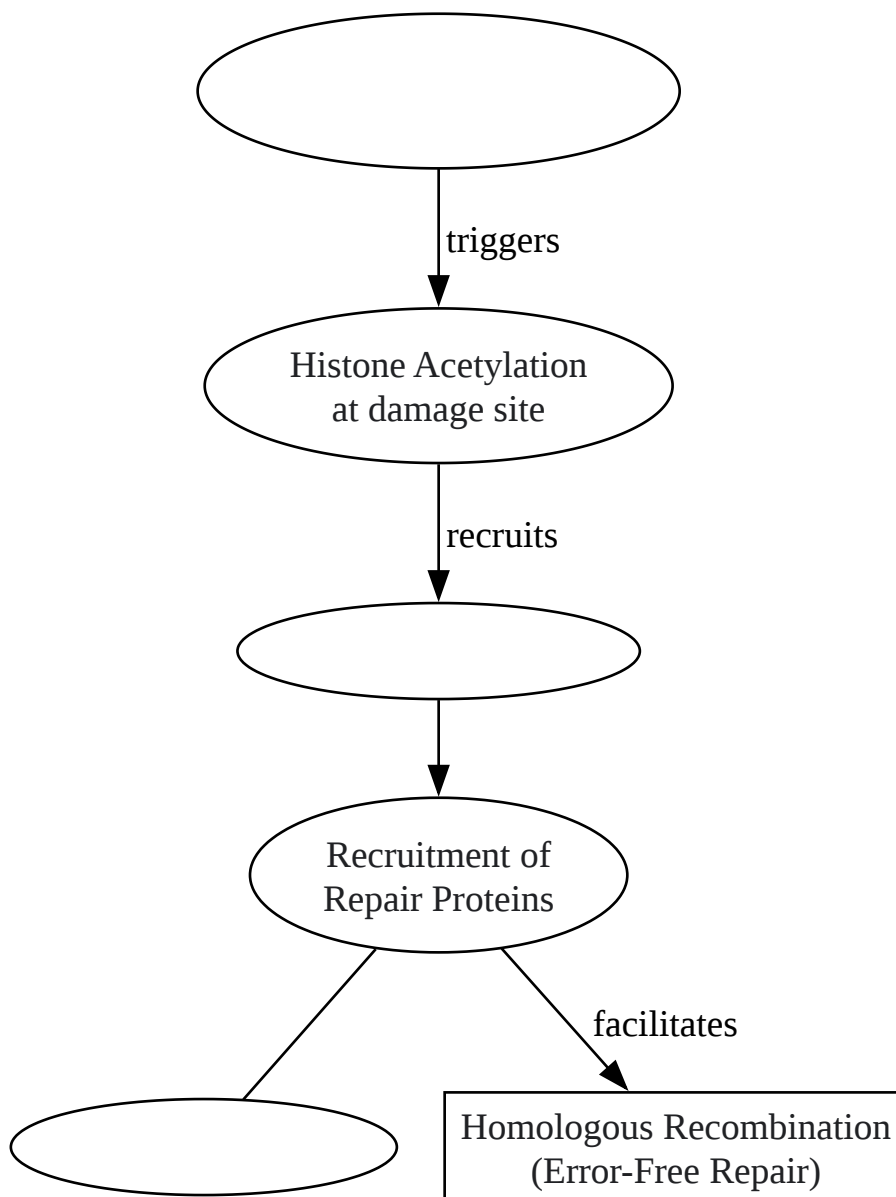 triggers
Histone Acetylation
at damage site
recruits
Recruitment of
Repair Proteins
facilitates
Homologous Recombination
(Error-Free Repair)